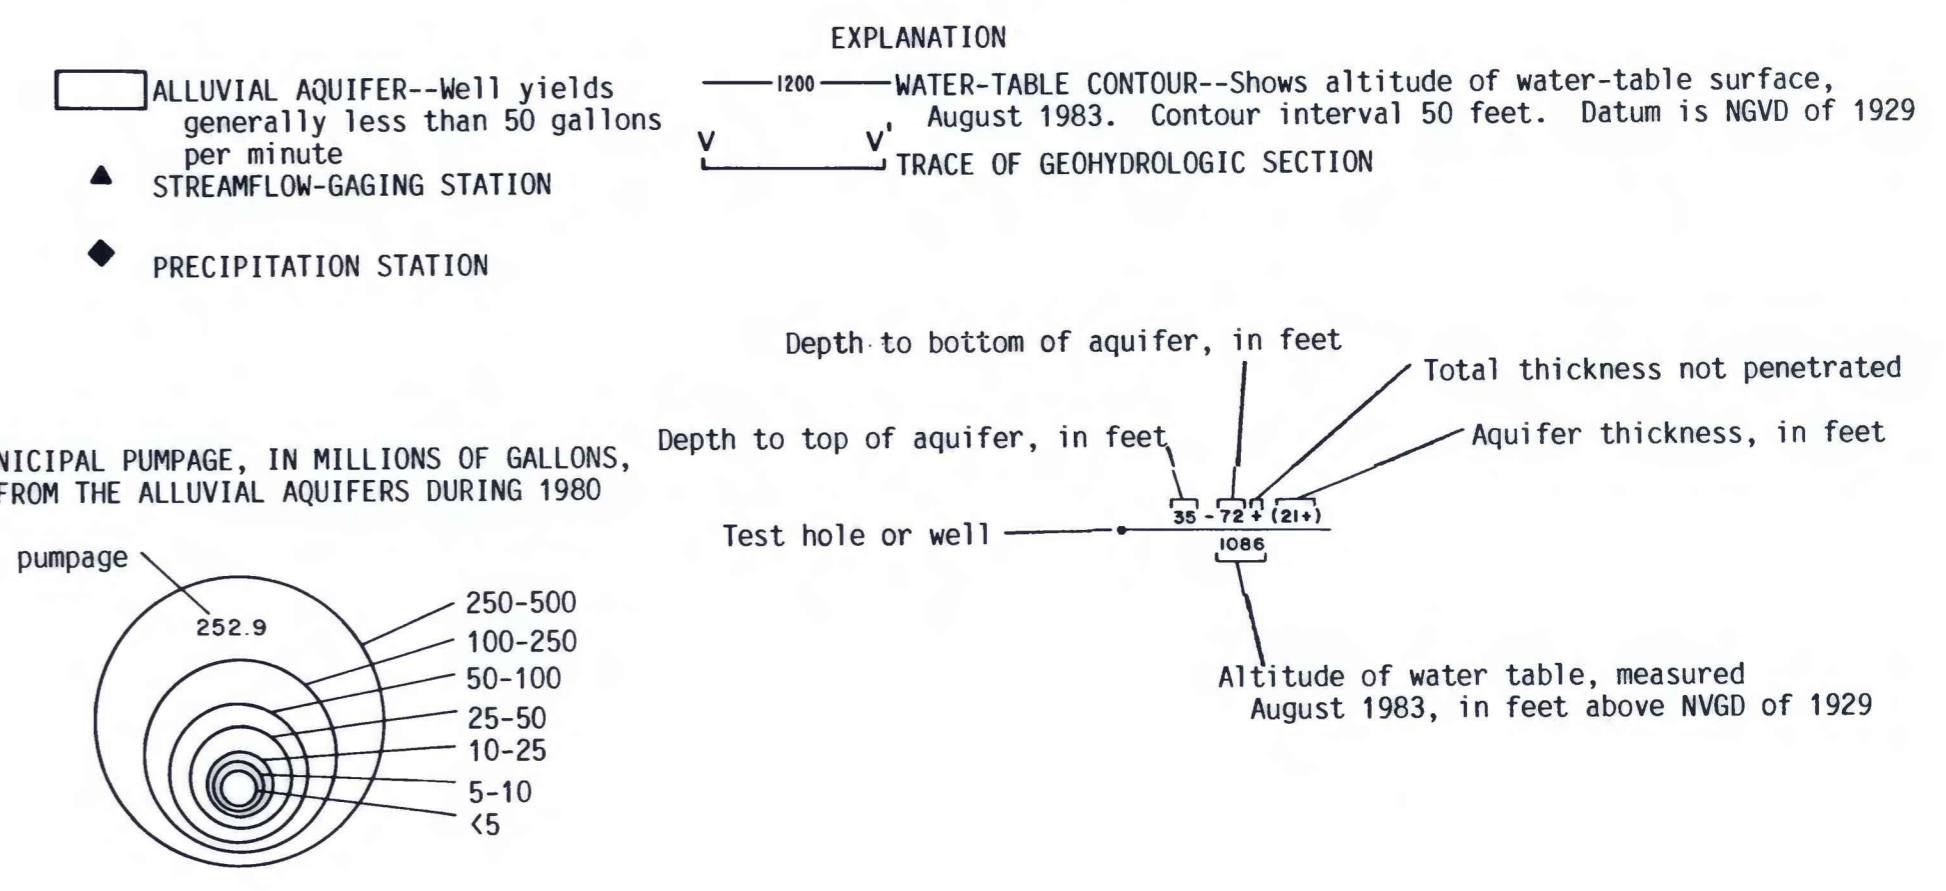 EXPLANATION
ALLUVIAL AQUIFER--Well yields
generally less than 50 gallons
per minute
STREAMFLOW-GAGING STATION
PRECIPITATION STATION
1200
WATER-TABLE CONTOUR--Shows altitude of water-table surface,
August 1983. Contour interval 50 feet. Datum is NGVD of 1929
V V'
TRACE OF GEOHYDROLOGIC SECTION
NICIPAL PUMPAGE, IN MILLIONS OF GALLONS,
FROM THE ALLUVIAL AQUIFERS DURING 1980
pumpage
252.9
250-500
100-250
50-100
25-50
10-25
5-10
<5
Depth to bottom of aquifer, in feet
Total thickness not penetrated
Depth to top of aquifer, in feet
Aquifer thickness, in feet
35 - 72 + (21+)
Test hole or well
1086
Altitude of water table, measured
August 1983, in feet above NVGD of 1929